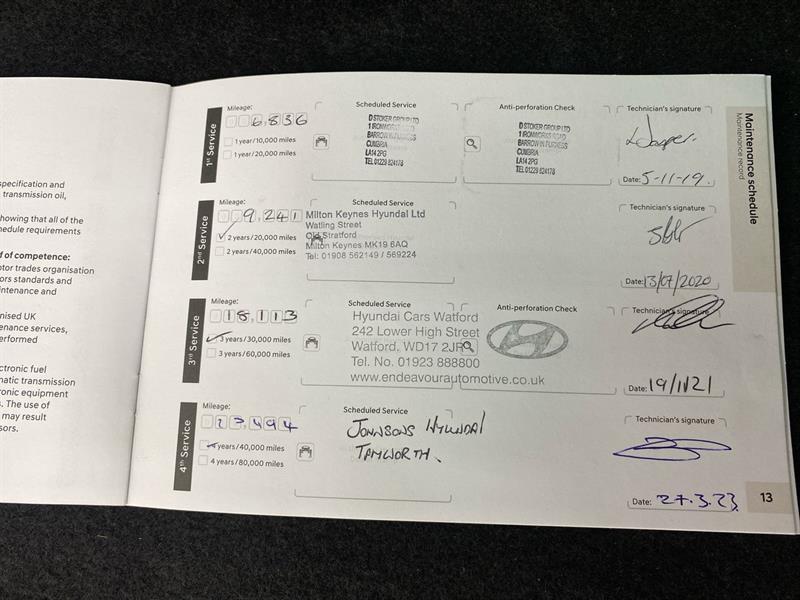 specification and
transmission oil,
howing that all of the
hedule requirements
d of competence:
otor trades organisation
ors standards and
intenance and
nised UK
enance services,
erformed
ctronic fuel
matic transmission
ronic equipment
s. The use of
may result
sors.
Maintenance schedule
Maintenance record
1st Service
Mileage:
6,836
1 year/10,000 miles
1 year/20,000 miles
Scheduled Service
D STOKER GROUP LTD
1 IRONWORKS ROAD
BARROW IN FURNESS
CUMBRIA
LA14 2PG
TEL 01229 824178
Anti-perforation Check
D STOKER GROUP LTD
1 IRONWORKS ROAD
BARROW IN FURNESS
CUMBRIA
LA14 2PG
TEL 01229 824178
Technician's signature
Date: 5-11-19.
2nd Service
Mileage:
9,241
2 years/20,000 miles
2 years/40,000 miles
Scheduled Service
Milton Keynes Hyundai Ltd
Watling Street
Old Stratford
Milton Keynes MK19 6AQ
Tel: 01908 562149 / 569224
Technician's signature
Date: 13/07/2020
3rd Service
Mileage:
18,113
3 years/30,000 miles
3 years/60,000 miles
Scheduled Service
Hyundai Cars Watford
242 Lower High Street
Watford, WD17 2JR
Tel. No. 01923 888800
www.endeavourautomotive.co.uk
Anti-perforation Check
Technician's signature
Date: 19/11/21
4th Service
Mileage:
23,494
years/40,000 miles
4 years/80,000 miles
Scheduled Service
JOHNSONS HYUNDAI
TAMWORTH.
Technician's signature
Date: 27.3.23.
13